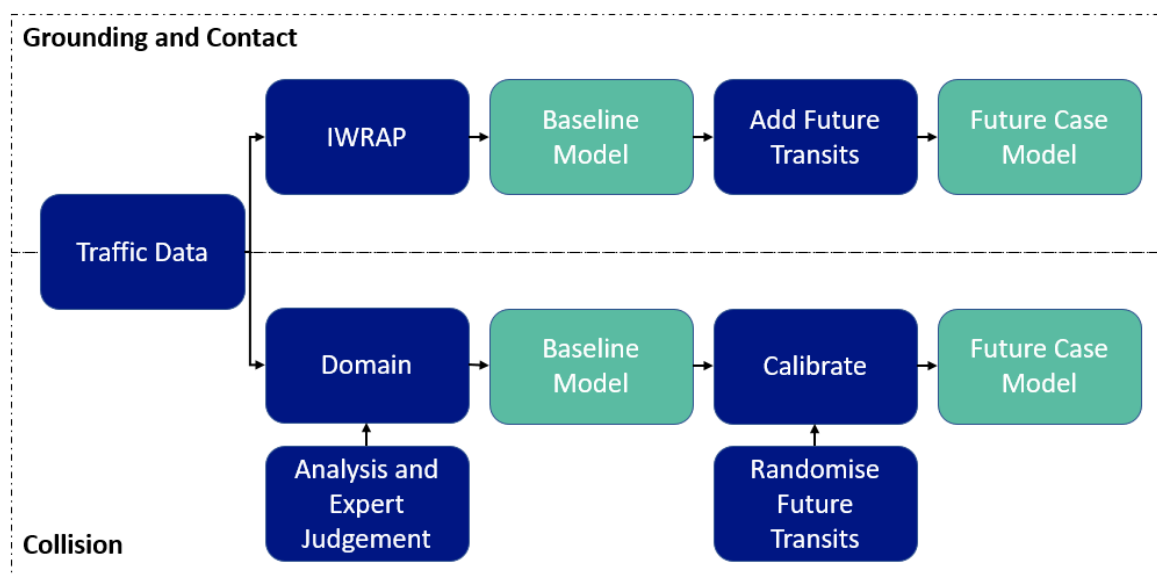 Grounding and Contact
IWRAP
Baseline
Model
Add Future
Transits
Future Case
Model
Traffic Data
Domain
Baseline
Model
Calibrate
Future Case
Model
Analysis and
Expert
Judgement
Randomise
Future
Transits
Collision